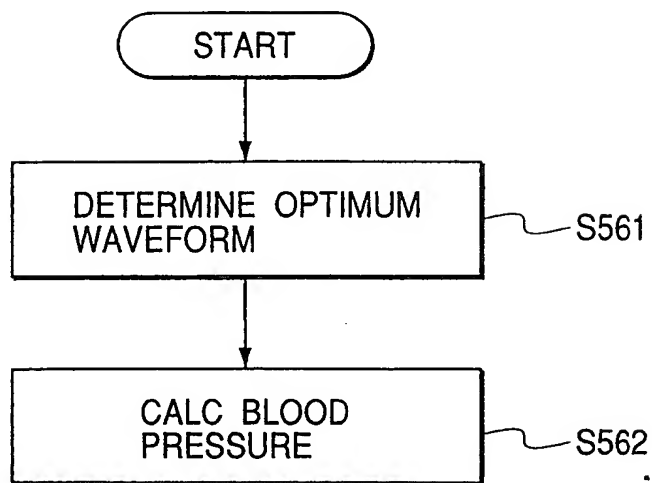 START
DETERMINE OPTIMUM
WAVEFORM
S561
CALC BLOOD
PRESSURE
S562